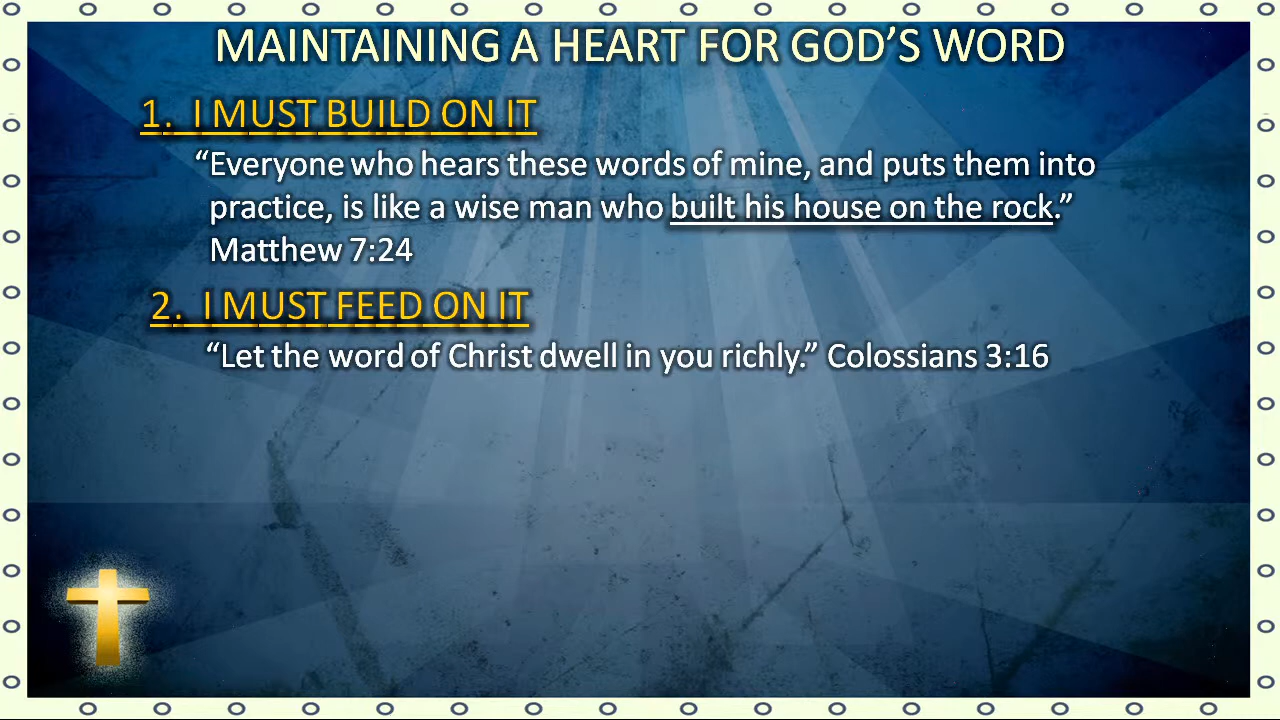 MAINTAINING A HEART FOR GOD’S WORD
1. I MUST BUILD ON IT
“Everyone who hears these words of mine, and puts them into
practice, is like a wise man who built his house on the rock.”
Matthew 7:24
2. I MUST FEED ON IT
“Let the word of Christ dwell in you richly.” Colossians 3:16